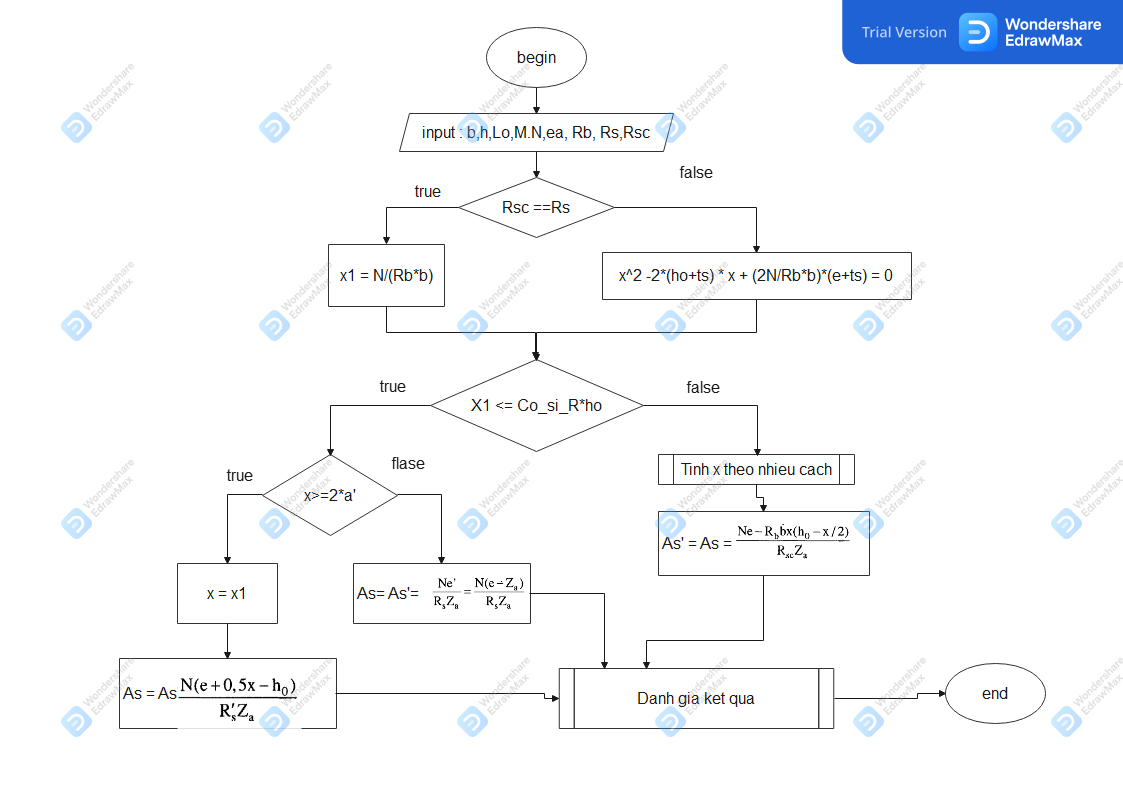 Trial Version
Wondershare
EdrawMax
begin
input : b,h,Lo,M.N,ea, Rb, Rs,Rsc
true
false
Rsc ==Rs
x1 = N/(Rb*b)
x^2 -2*(ho+ts) * x + (2N/Rb*b)*(e+ts) = 0
true
false
X1 <= Co_si_R*ho
true
flase
x>=2*a'
Tinh x theo nhieu cach
As' = As = Ne − R_b bx(h_0 − x/2) / R_sc Z_a
x = x1
As= As'= Ne' / R_s Z_a = N(e − Z_a) / R_s Z_a
As = As N(e + 0,5x − h_0) / R'_s Z_a
Danh gia ket qua
end